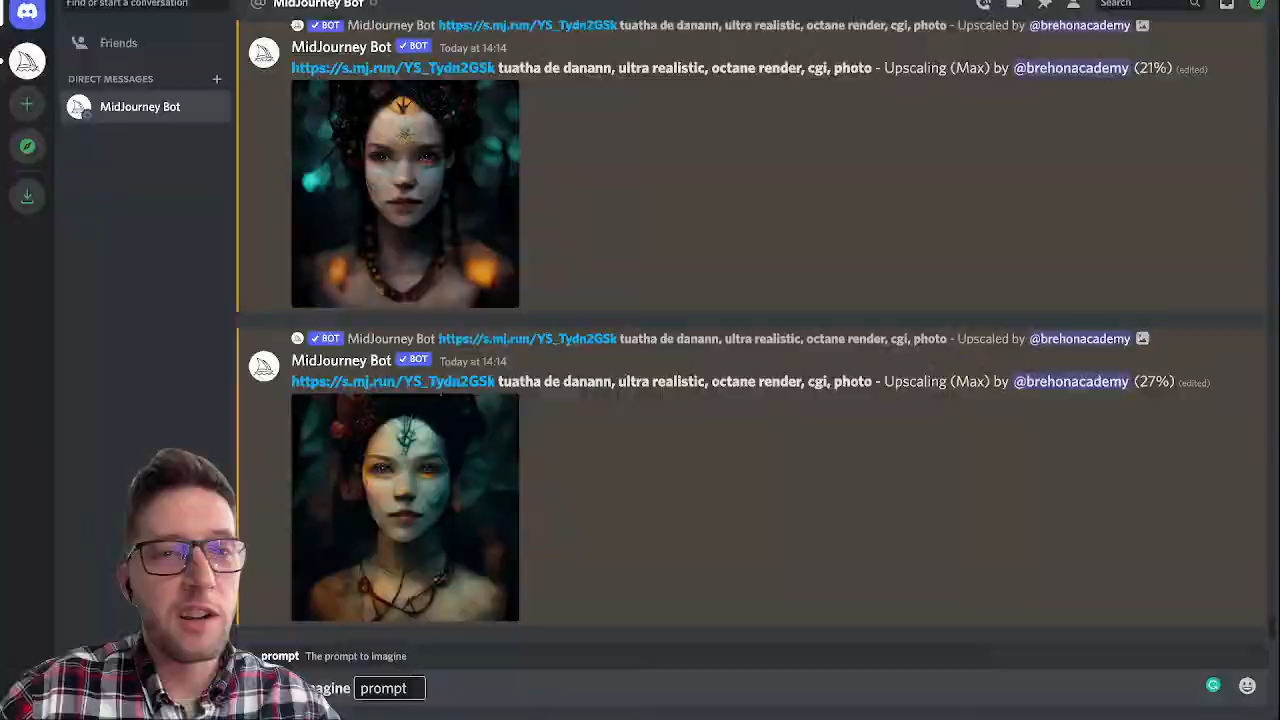 Find or start a conversation
@ MidJourney Bot
Search
Friends
DIRECT MESSAGES +
MidJourney Bot
✓ BOT MidJourney Bot https://s.mj.run/YS_Tydn2GSk tuatha de danann, ultra realistic, octane render, cgi, photo - Upscaled by @brehonacademy
MidJourney Bot ✓ BOT Today at 14:14
https://s.mj.run/YS_Tydn2GSk tuatha de danann, ultra realistic, octane render, cgi, photo - Upscaling (Max) by @brehonacademy (21%) (edited)
✓ BOT MidJourney Bot https://s.mj.run/YS_Tydn2GSk tuatha de danann, ultra realistic, octane render, cgi, photo - Upscaled by @brehonacademy
MidJourney Bot ✓ BOT Today at 14:14
https://s.mj.run/YS_Tydn2GSk tuatha de danann, ultra realistic, octane render, cgi, photo - Upscaling (Max) by @brehonacademy (27%) (edited)
prompt The prompt to imagine
agine prompt